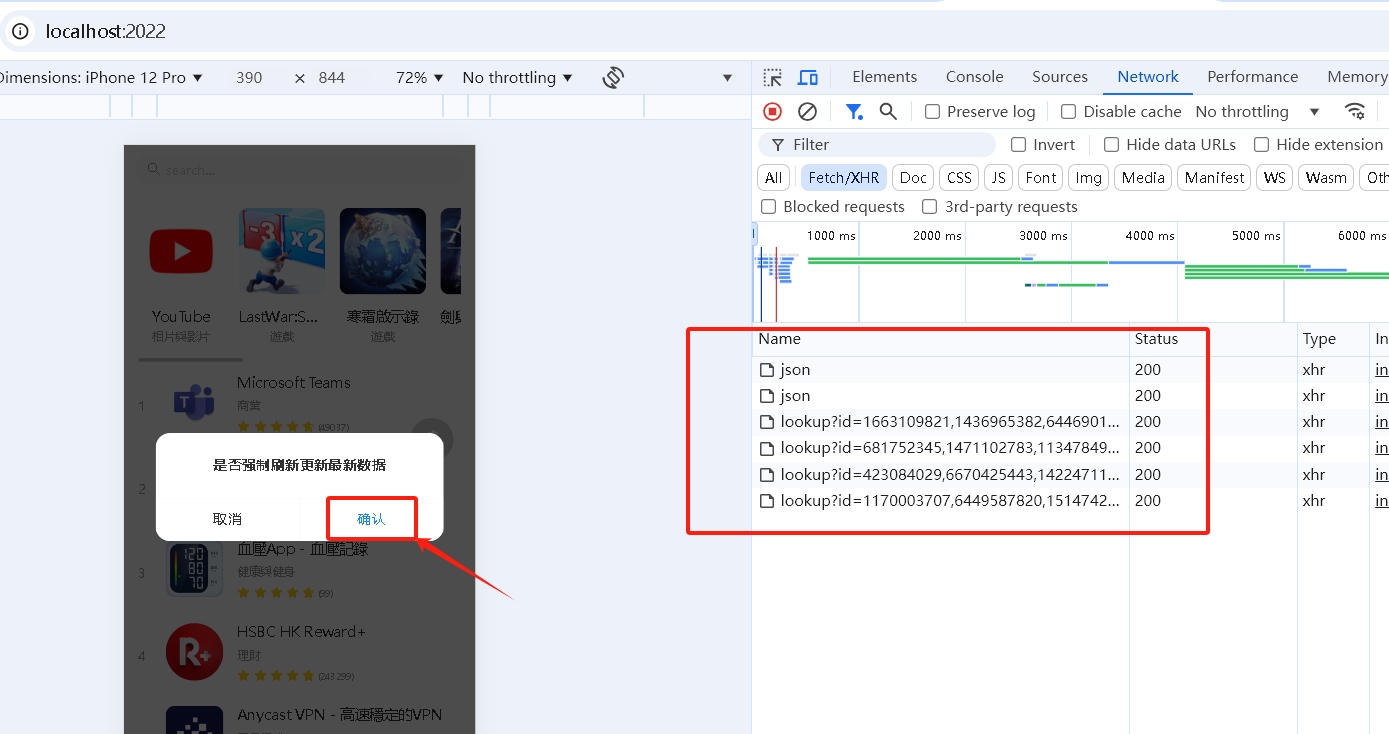 localhost:2022
Dimensions: iPhone 12 Pro ▼ 390 × 844 72% ▼ No throttling ▼
Elements Console Sources Network Performance Memory
Preserve log Disable cache No throttling ▼
Filter Invert Hide data URLs Hide extension
All Fetch/XHR Doc CSS JS Font Img Media Manifest WS Wasm Oth
Blocked requests 3rd-party requests
1000 ms 2000 ms 3000 ms 4000 ms 5000 ms 6000 ms
Name Status Type In
json 200 xhr in
json 200 xhr in
lookup?id=1663109821,1436965382,6446901... 200 xhr in
lookup?id=681752345,1471102783,11347849... 200 xhr in
lookup?id=423084029,6670425443,14224711... 200 xhr in
lookup?id=1170003707,6449587820,1514742... 200 xhr in
search...
-3 x2
YouTube LastWar:S... 寒霜啟示錄
相片與影片 遊戲 遊戲
1 Microsoft Teams
商業
(49037)
是否强制刷新更新最新数据
2
取消 确认
血壓App - 血壓記錄
120
80
70
3 健康與健身
(99)
HSBC HK Reward+
R+
4 理財
(243299)
Anycast VPN - 高速穩定的VPN